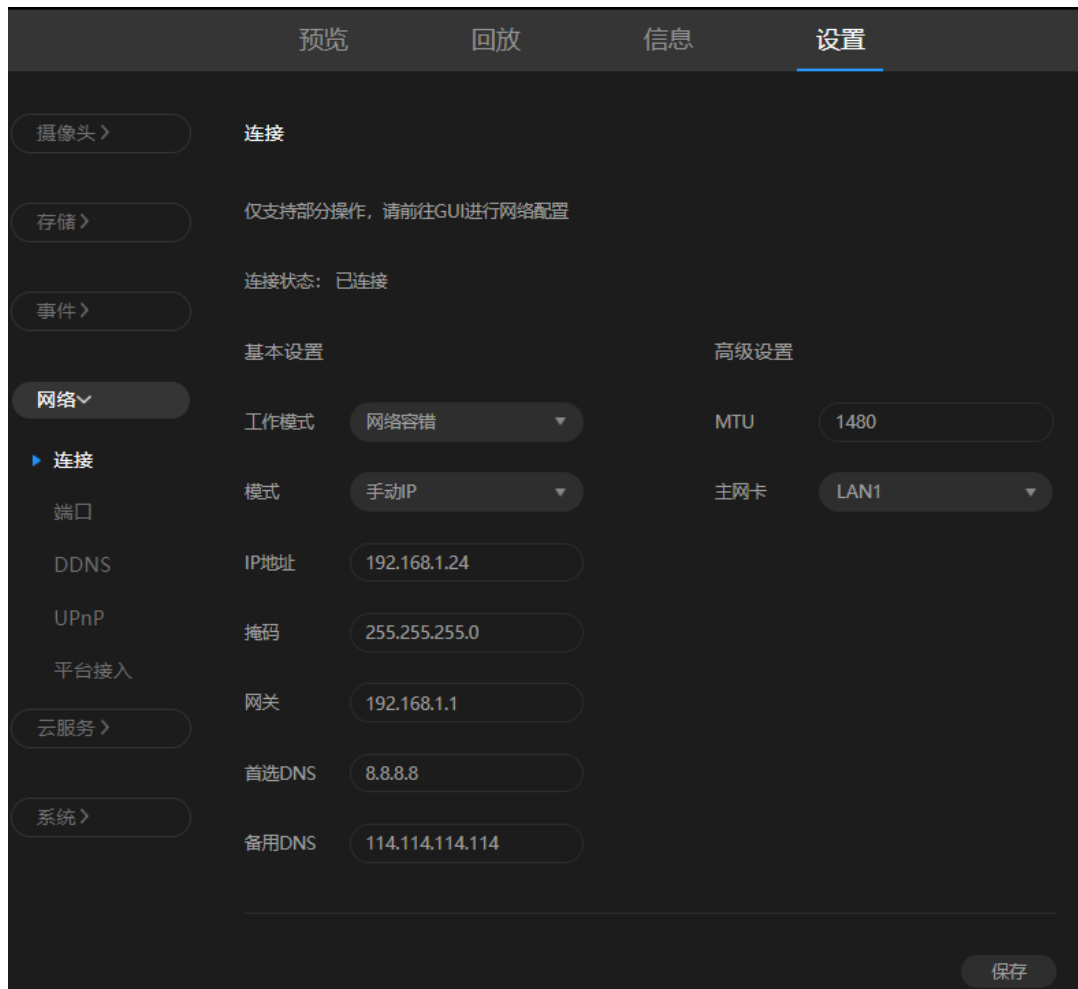 预览 回放 信息 设置
摄像头
连接
存储
仅支持部分操作，请前往GUI进行网络配置
连接状态： 已连接
事件
基本设置 高级设置
网络
工作模式 网络容错 MTU 1480
连接
模式 手动IP 主网卡 LAN1
端口
IP地址 192.168.1.24
DDNS
UPnP
掩码 255.255.255.0
平台接入
网关 192.168.1.1
云服务
首选DNS 8.8.8.8
系统
备用DNS 114.114.114.114
保存